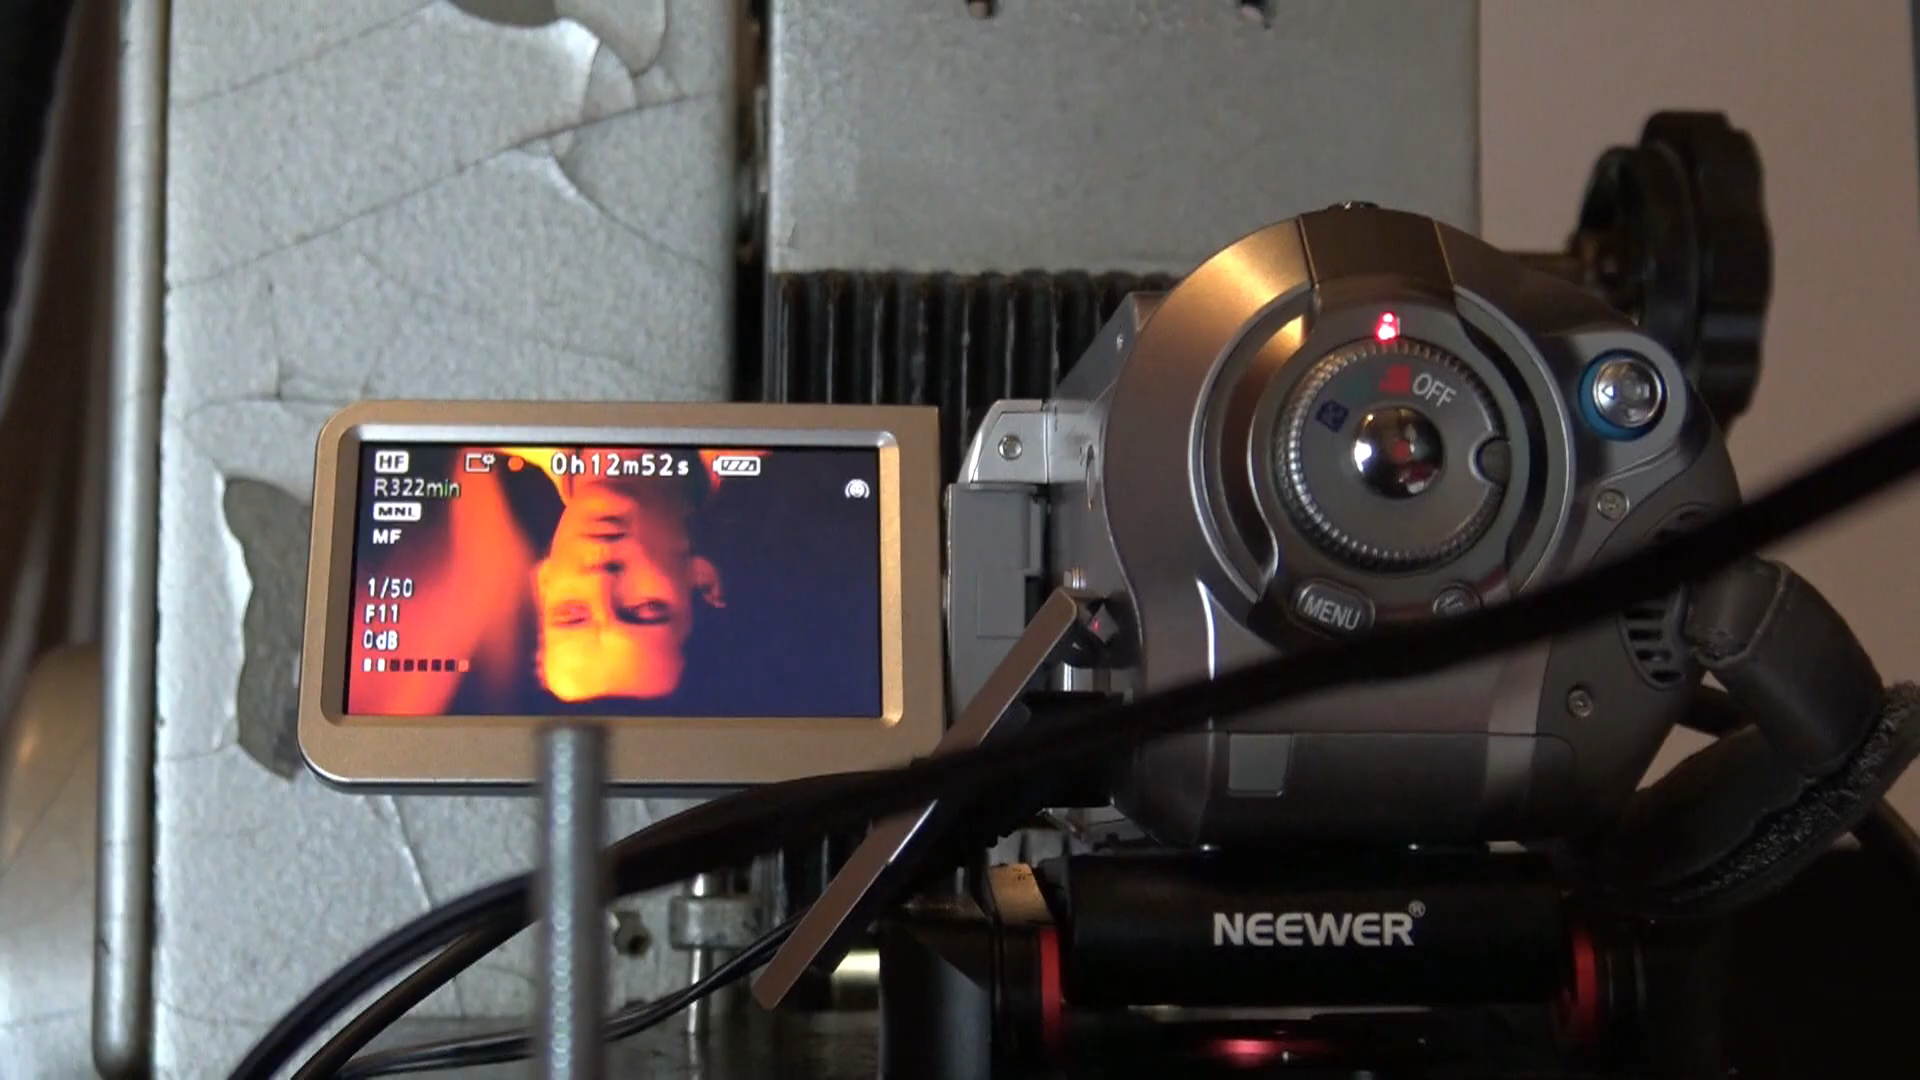 HF 0h12m52s
R322min
MNL
MF
1/50
F11
0dB
OFF
MENU
NEEWER®